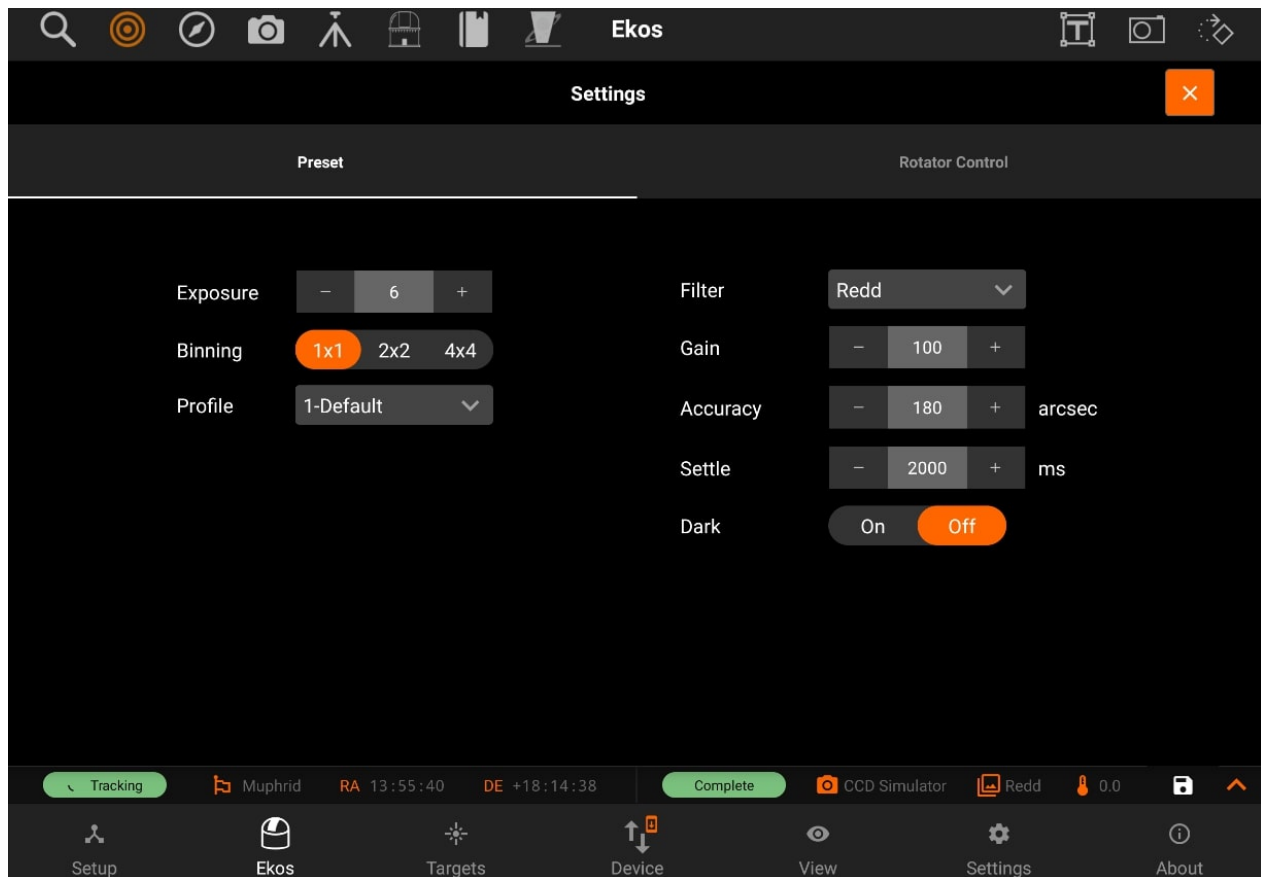 Ekos
Settings
Preset Rotator Control
Exposure - 6 + Filter Redd
Binning 1x1 2x2 4x4 Gain - 100 +
Profile 1-Default Accuracy - 180 + arcsec
Settle - 2000 + ms
Dark On Off
Tracking Muphrid RA 13:55:40 DE +18:14:38 Complete CCD Simulator Redd 0.0
Setup Ekos Targets Device View Settings About